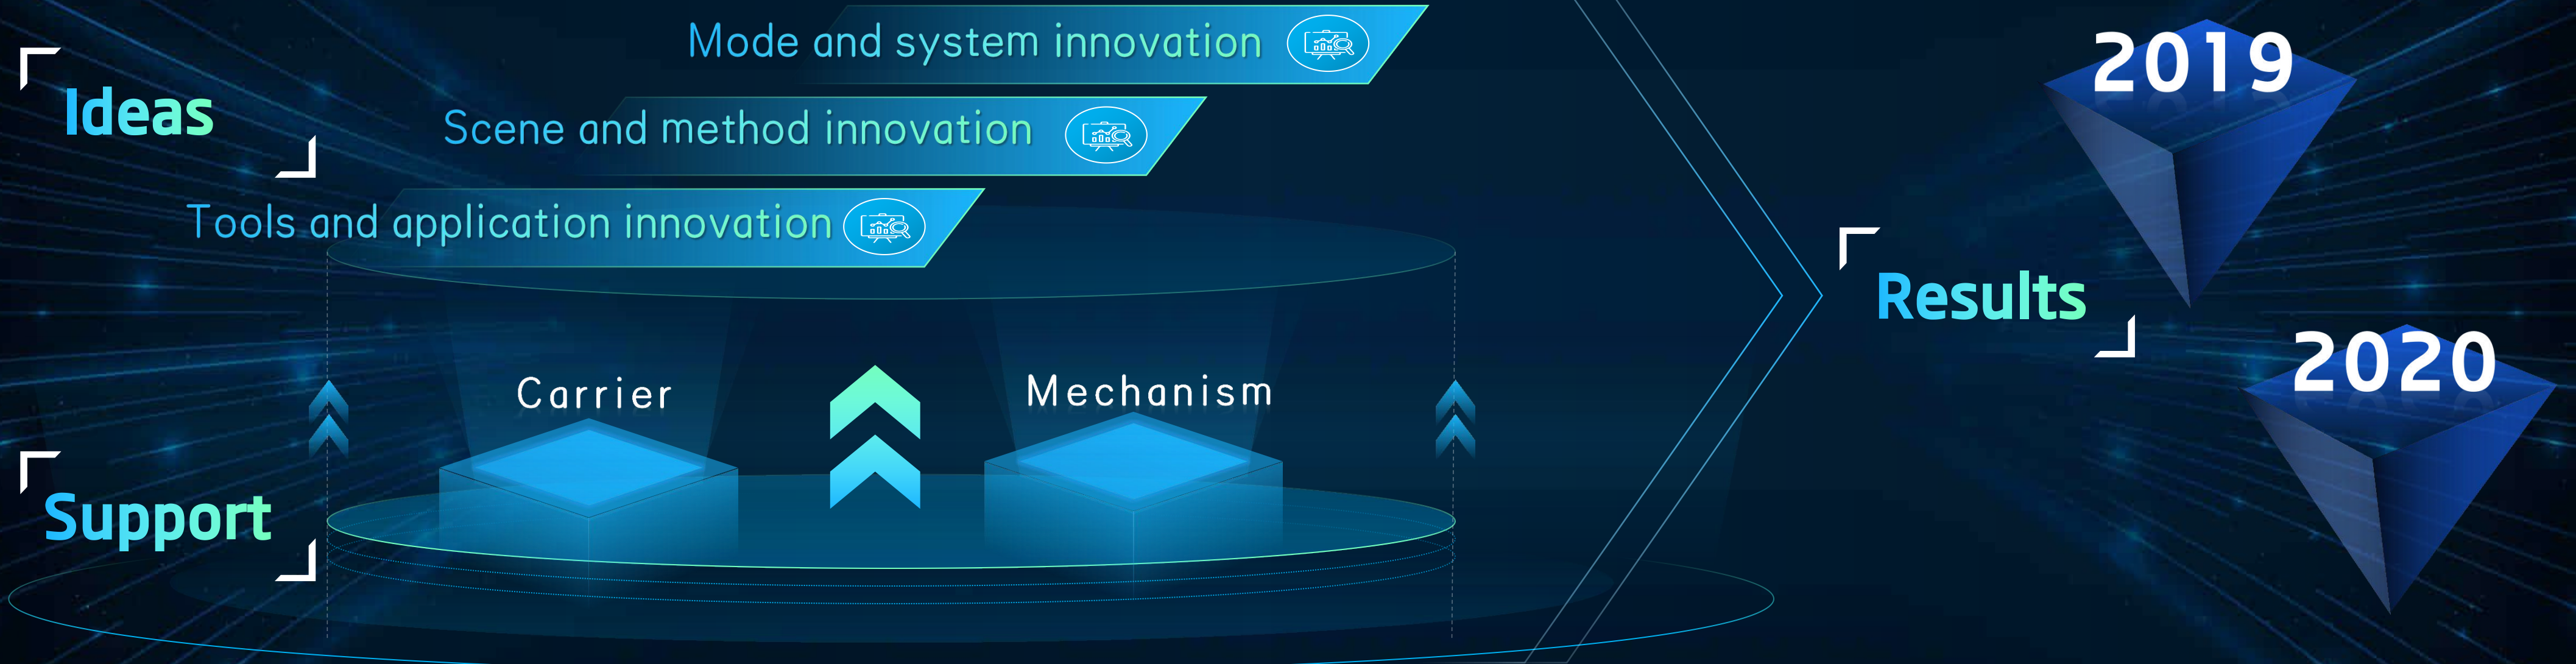 Ideas
Mode and system innovation
Scene and method innovation
Tools and application innovation
Carrier
Mechanism
Support
Results
2019
2020